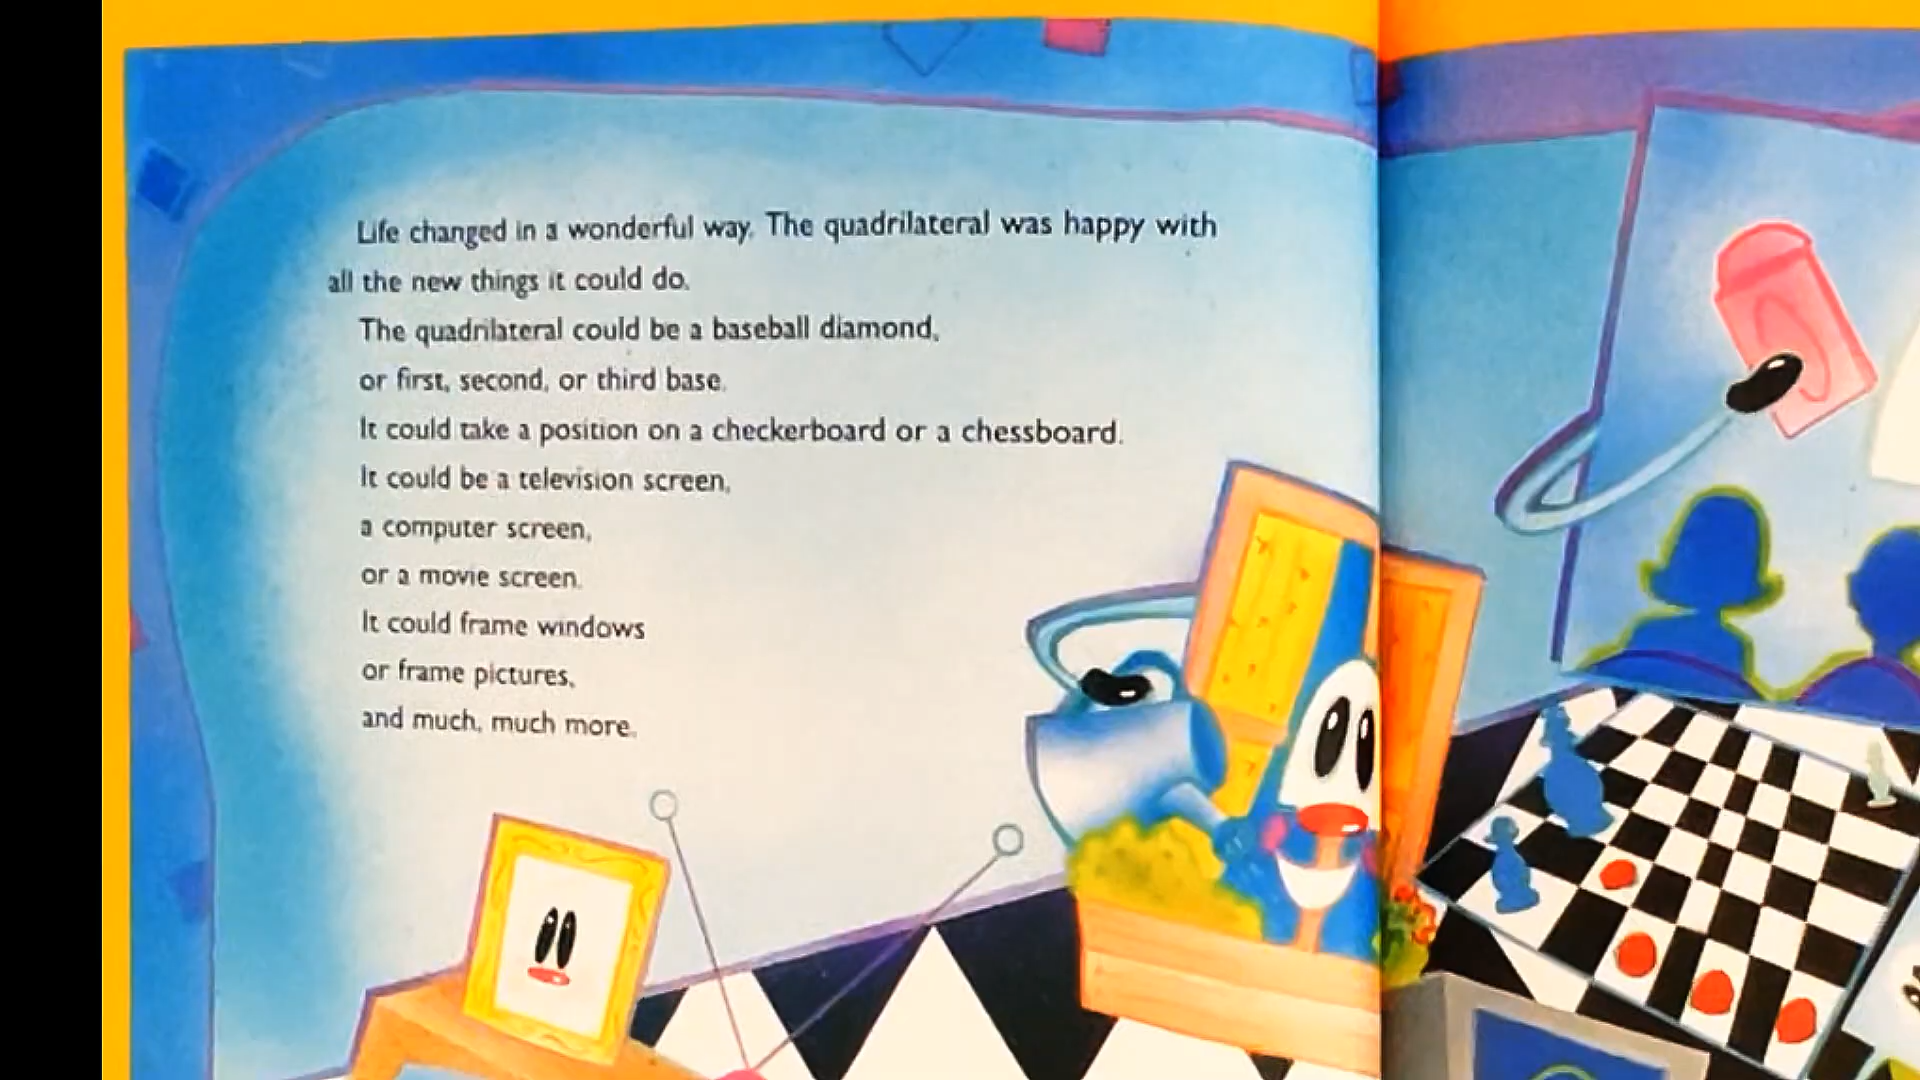 Life changed in a wonderful way. The quadrilateral was happy with
all the new things it could do.
The quadrilateral could be a baseball diamond,
or first, second, or third base.
It could take a position on a checkerboard or a chessboard.
It could be a television screen,
a computer screen,
or a movie screen.
It could frame windows
or frame pictures,
and much, much more.